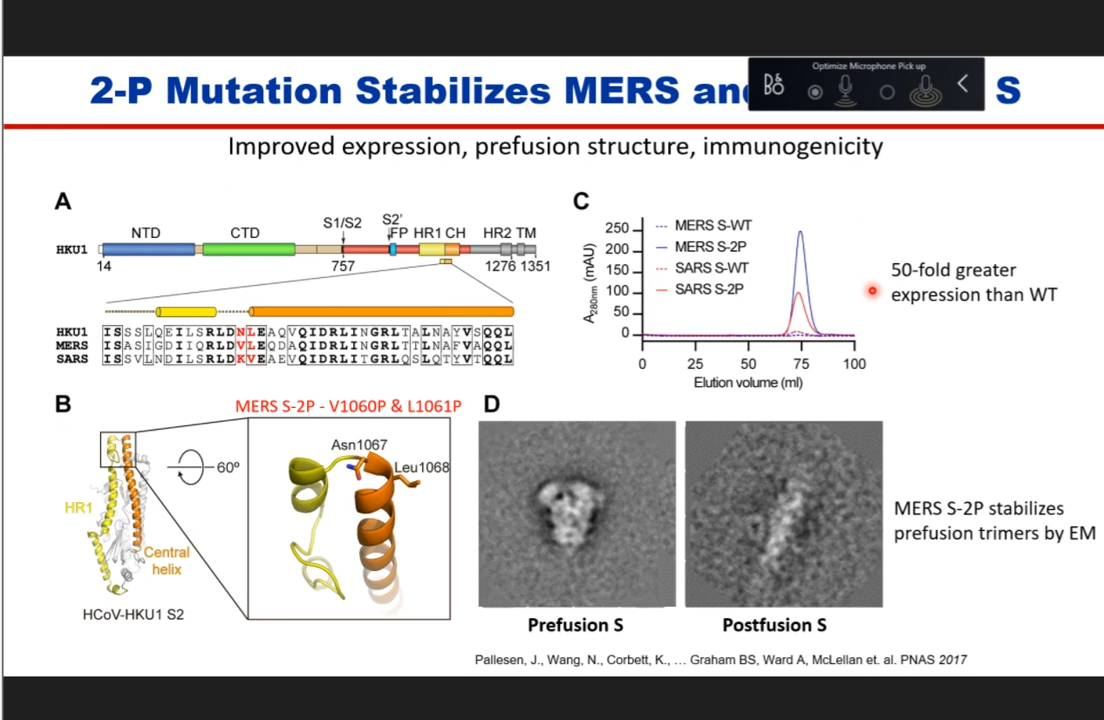 2-P Mutation Stabilizes MERS and S
Optimize Microphone Pick up
B&O
Improved expression, prefusion structure, immunogenicity
A
NTD
CTD
S1/S2
S2'
FP
HR1
CH
HR2
TM
HKU1
14
757
1276
1351
HKU1 ISSSLQEILSRLDNLEAQVQIDRLINGRLTALNAYVSQQL
MERS ISASIGDIIQRLDVLEQDAQIDRLINGRLTTLNAFVAQQL
SARS ISSVLNDILSRLDKVEAEVQIDRLITGRLQSLQTYVTQQL
B
MERS S-2P - V1060P & L1061P
60º
Asn1067
Leu1068
HR1
Central
helix
HCoV-HKU1 S2
C
A280nm (mAU)
250
200
150
100
50
0
MERS S-WT
MERS S-2P
SARS S-WT
SARS S-2P
0 25 50 75 100
Elution volume (ml)
50-fold greater
expression than WT
D
Prefusion S
Postfusion S
MERS S-2P stabilizes
prefusion trimers by EM
Pallesen, J., Wang, N., Corbett, K., … Graham BS, Ward A, McLellan et. al. PNAS 2017